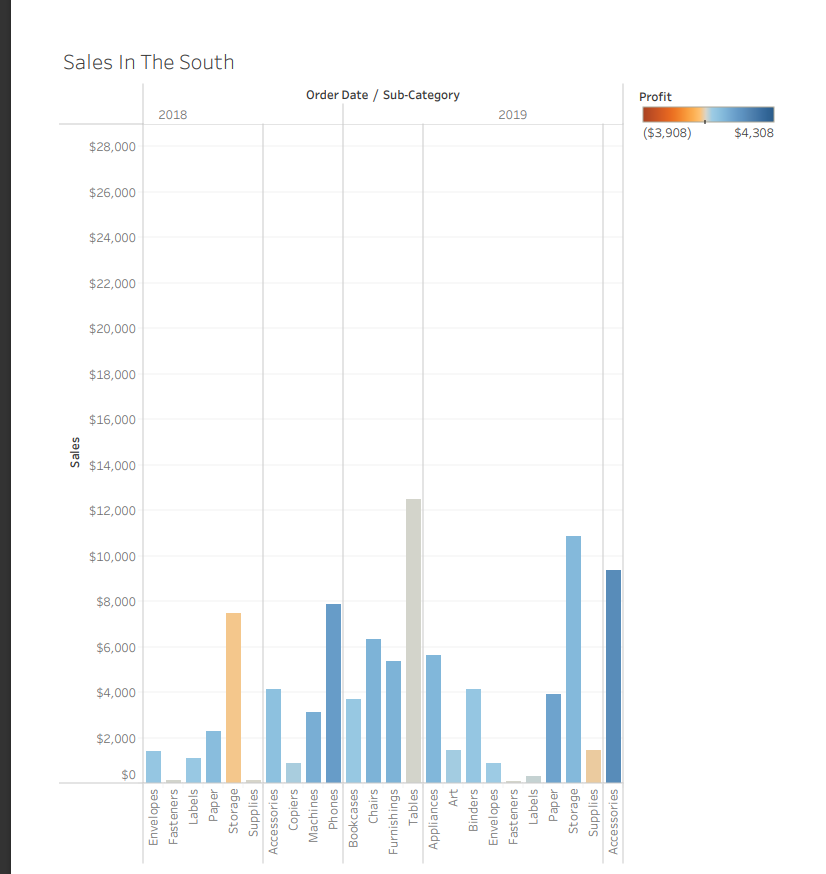 Sales In The South
Order Date / Sub-Category
2018
2019
Profit
($3,908)
$4,308
Sales
$28,000
$26,000
$24,000
$22,000
$20,000
$18,000
$16,000
$14,000
$12,000
$10,000
$8,000
$6,000
$4,000
$2,000
$0
Envelopes
Fasteners
Labels
Paper
Storage
Supplies
Accessories
Copiers
Machines
Phones
Bookcases
Chairs
Furnishings
Tables
Appliances
Art
Binders
Envelopes
Fasteners
Labels
Paper
Storage
Supplies
Accessories